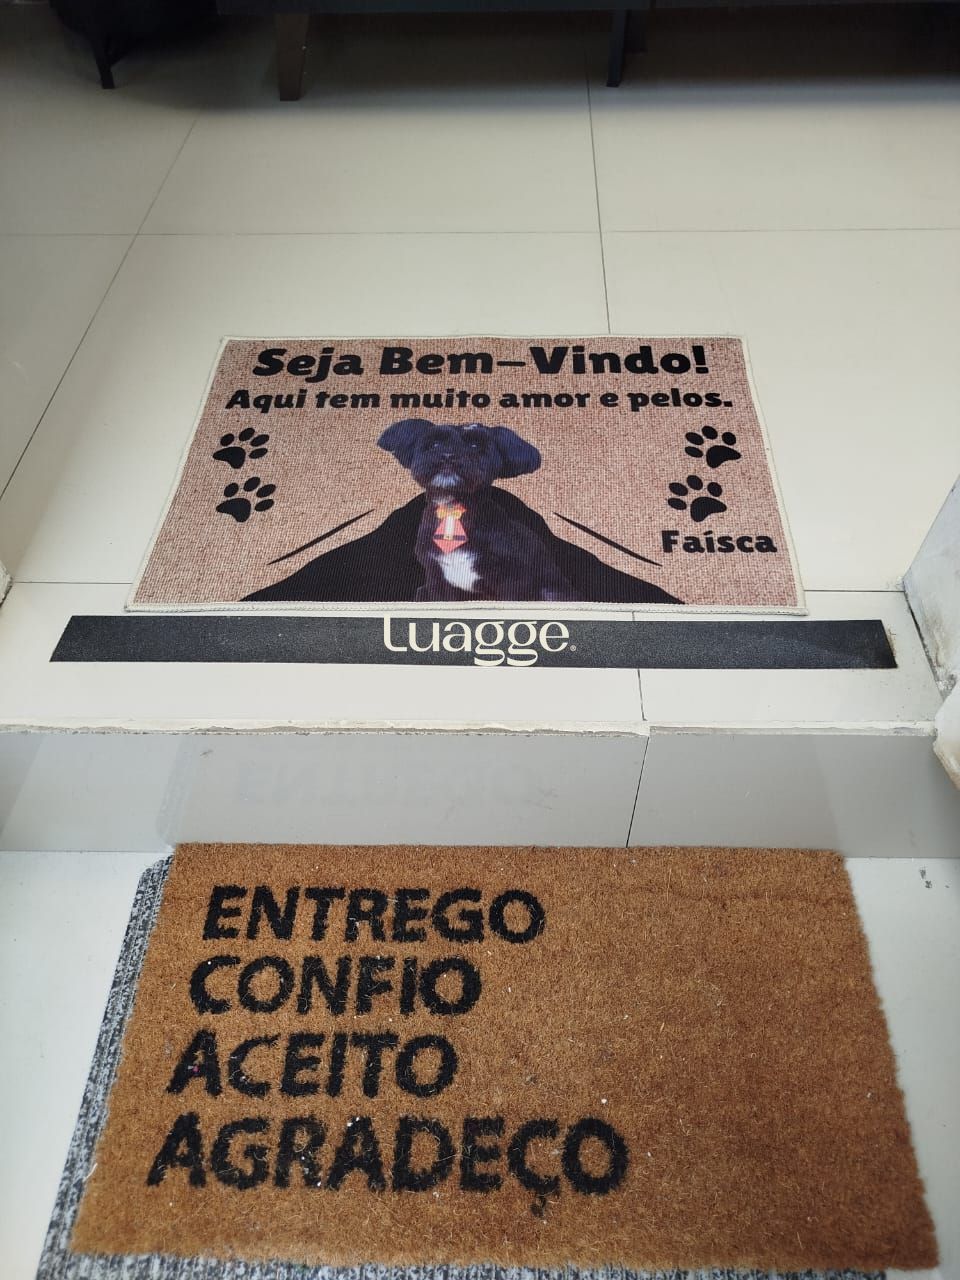 Seja Bem-Vindo!
Aqui tem muito amor e pelos.
Faísca
Luagge®
ENTREGO
CONFIO
ACEITO
AGRADEÇO